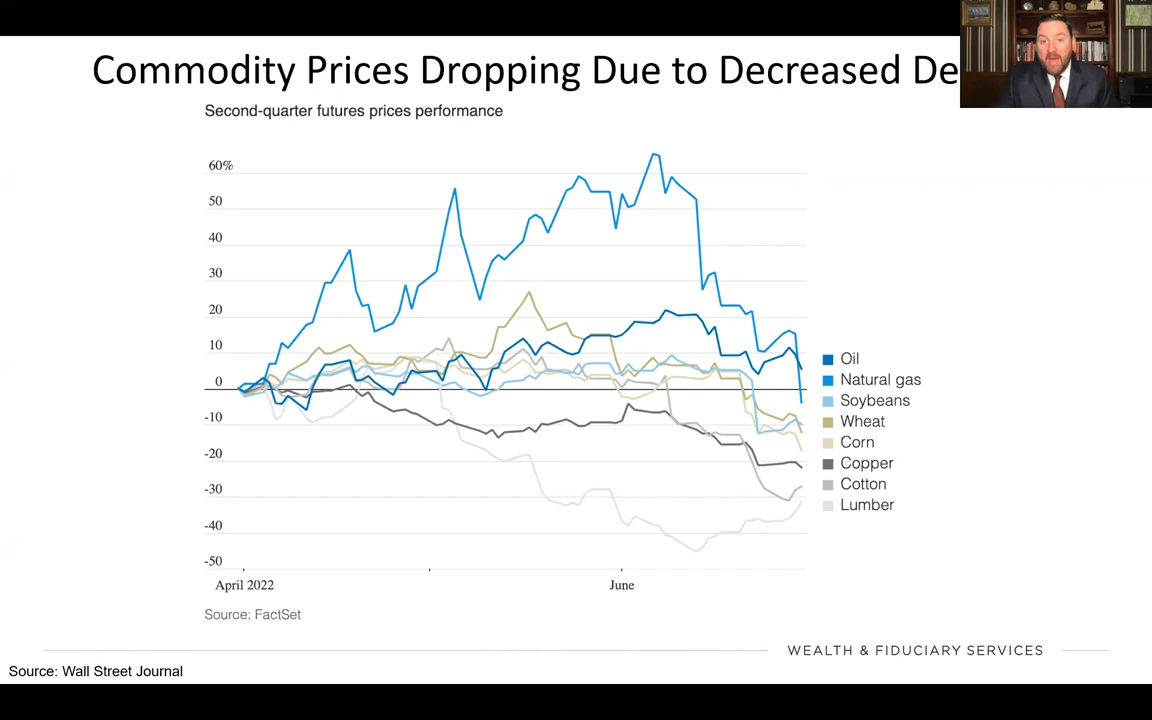 Commodity Prices Dropping Due to Decreased De
Second-quarter futures prices performance
60%
50
40
30
20
10
0
-10
-20
-30
-40
-50
April 2022
June
Oil
Natural gas
Soybeans
Wheat
Corn
Copper
Cotton
Lumber
Source: FactSet
WEALTH & FIDUCIARY SERVICES
Source: Wall Street Journal